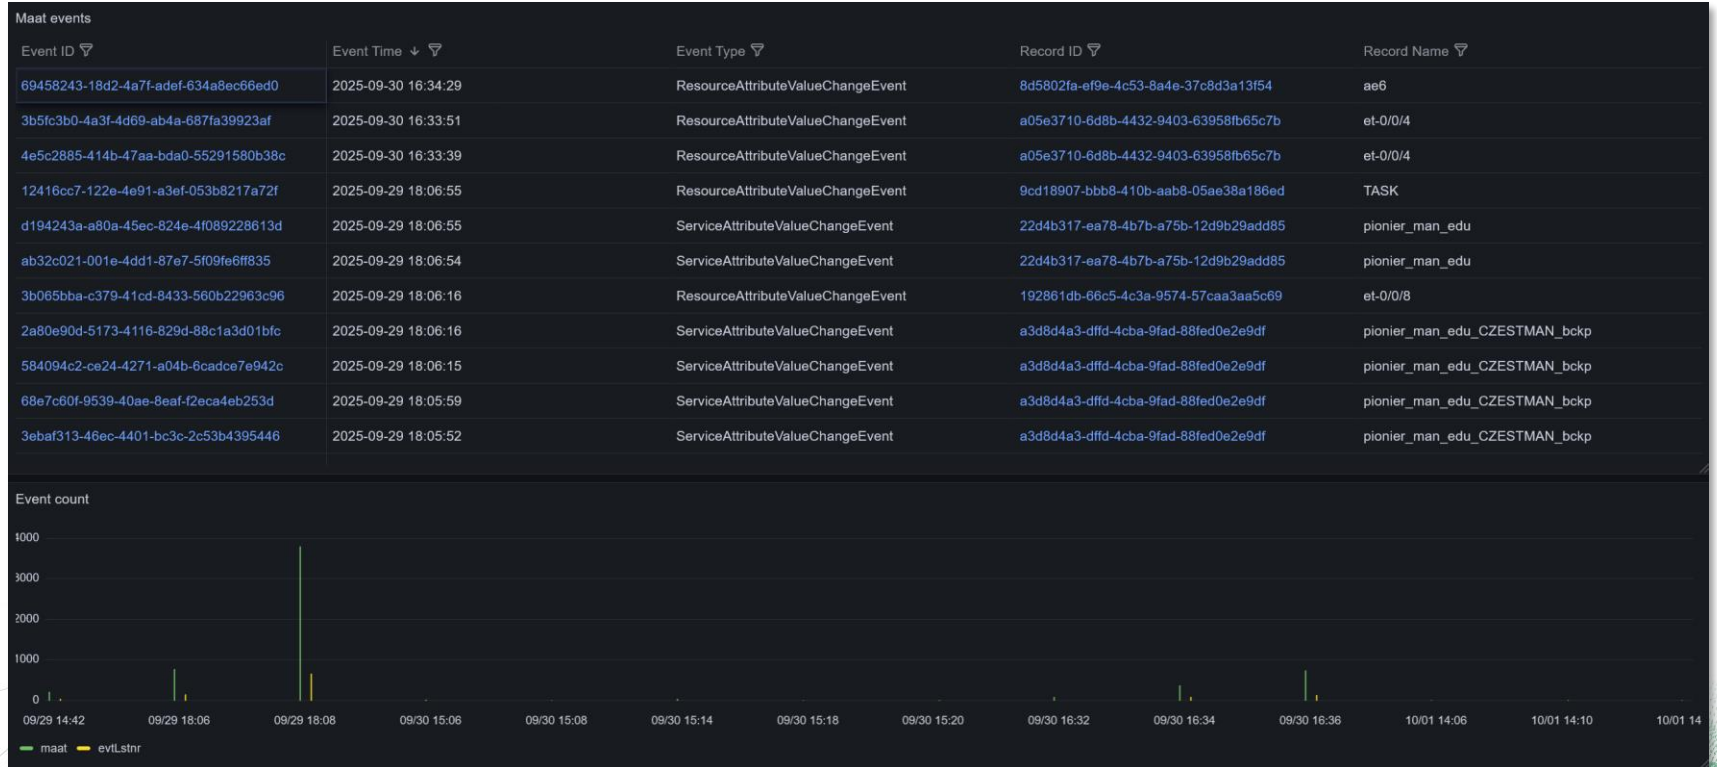 Maat events
Event ID Event Time Event Type Record ID Record Name
69458243-18d2-4a7f-adef-634a8ec66ed0 2025-09-30 16:34:29 ResourceAttributeValueChangeEvent 8d5802fa-ef9e-4c53-8a4e-37c8d3a13f54 ae6
3b5fc3b0-4a3f-4d69-ab4a-687fa39923af 2025-09-30 16:33:51 ResourceAttributeValueChangeEvent a05e3710-6d8b-4432-9403-63958fb65c7b et-0/0/4
4e5c2885-414b-47aa-bda0-55291580b38c 2025-09-30 16:33:39 ResourceAttributeValueChangeEvent a05e3710-6d8b-4432-9403-63958fb65c7b et-0/0/4
12416cc7-122e-4e91-a3ef-053b8217a72f 2025-09-29 18:06:55 ResourceAttributeValueChangeEvent 9cd18907-bbb8-410b-aab8-05ae38a186ed TASK
d194243a-a80a-45ec-824e-4f089228613d 2025-09-29 18:06:55 ServiceAttributeValueChangeEvent 22d4b317-ea78-4b7b-a75b-12d9b29add85 pionier_man_edu
ab32c021-001e-4dd1-87e7-5f09fe6ff835 2025-09-29 18:06:54 ServiceAttributeValueChangeEvent 22d4b317-ea78-4b7b-a75b-12d9b29add85 pionier_man_edu
3b065bba-c379-41cd-8433-560b22963c96 2025-09-29 18:06:16 ResourceAttributeValueChangeEvent 192861db-66c5-4c3a-9574-57caa3aa5c69 et-0/0/8
2a80e90d-5173-4116-829d-88c1a3d01bfc 2025-09-29 18:06:16 ServiceAttributeValueChangeEvent a3d8d4a3-dffd-4cba-9fad-88fed0e2e9df pionier_man_edu_CZESTMAN_bckp
584094c2-ce24-4271-a04b-6cadce7e942c 2025-09-29 18:06:15 ServiceAttributeValueChangeEvent a3d8d4a3-dffd-4cba-9fad-88fed0e2e9df pionier_man_edu_CZESTMAN_bckp
68e7c60f-9539-40ae-8eaf-f2eca4eb253d 2025-09-29 18:05:59 ServiceAttributeValueChangeEvent a3d8d4a3-dffd-4cba-9fad-88fed0e2e9df pionier_man_edu_CZESTMAN_bckp
3ebaf313-46ec-4401-bc3c-2c53b4395446 2025-09-29 18:05:52 ServiceAttributeValueChangeEvent a3d8d4a3-dffd-4cba-9fad-88fed0e2e9df pionier_man_edu_CZESTMAN_bckp
Event count
4000
3000
2000
1000
0
09/29 14:42 09/29 18:06 09/29 18:08 09/30 15:06 09/30 15:08 09/30 15:14 09/30 15:18 09/30 15:20 09/30 16:32 09/30 16:34 09/30 16:36 10/01 14:06 10/01 14:10 10/01 14
maat evtLstnr